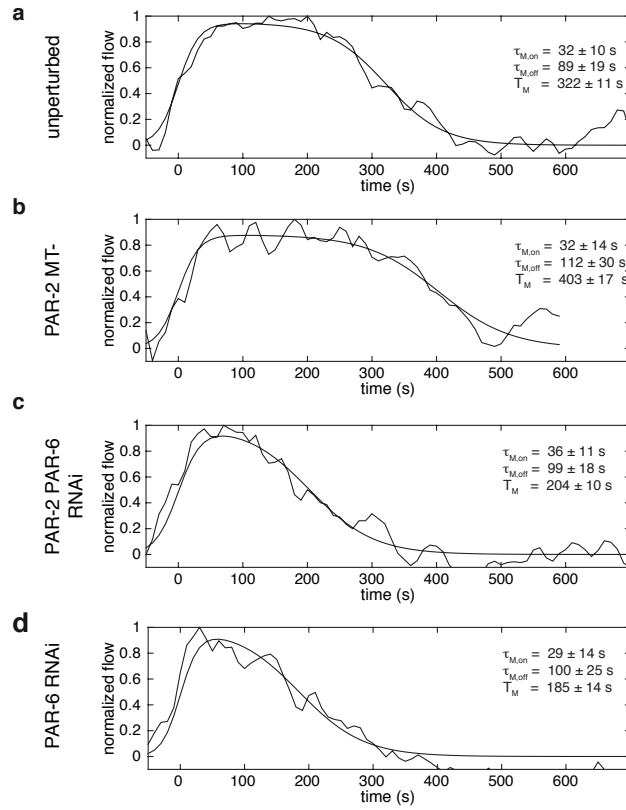 a
unperturbed
normalized flow
1
0.8
0.6
0.4
0.2
0
τM,on = 32 ± 10 s
τM,off = 89 ± 19 s
TM = 322 ± 11 s
0 100 200 300 400 500 600
time (s)
b
PAR-2 MT-
normalized flow
1
0.8
0.6
0.4
0.2
0
τM,on = 32 ± 14 s
τM,off = 112 ± 30 s
TM = 403 ± 17 s
0 100 200 300 400 500 600
time (s)
c
PAR-2 PAR-6
RNAi
normalized flow
1
0.8
0.6
0.4
0.2
0
τM,on = 36 ± 11 s
τM,off = 99 ± 18 s
TM = 204 ± 10 s
0 100 200 300 400 500 600
time (s)
d
PAR-6 RNAi
normalized flow
1
0.8
0.6
0.4
0.2
0
τM,on = 29 ± 14 s
τM,off = 100 ± 25 s
TM = 185 ± 14 s
0 100 200 300 400 500 600
time (s)